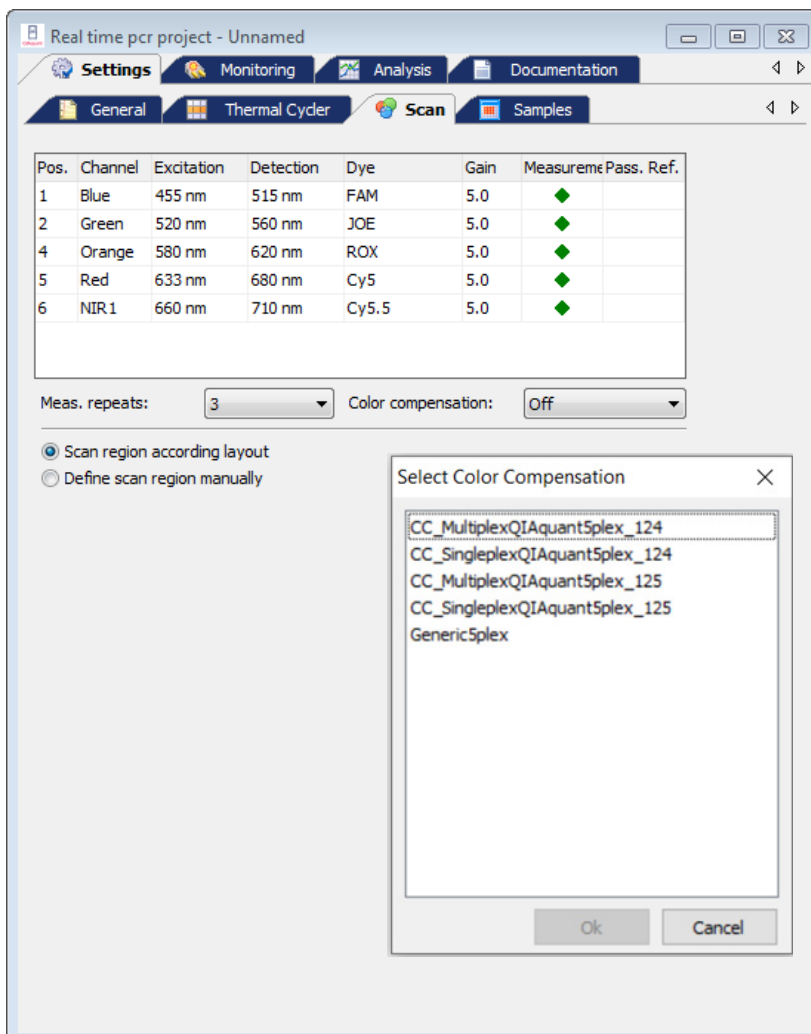 Real time pcr project - Unnamed
Settings Monitoring Analysis Documentation
General Thermal Cycler Scan Samples
Pos. Channel Excitation Detection Dye Gain Measureme Pass. Ref.
1 Blue 455 nm 515 nm FAM 5.0
2 Green 520 nm 560 nm JOE 5.0
4 Orange 580 nm 620 nm ROX 5.0
5 Red 633 nm 680 nm Cy5 5.0
6 NIR1 660 nm 710 nm Cy5.5 5.0
Meas. repeats: 3 Color compensation: Off
Scan region according layout
Define scan region manually
Select Color Compensation
CC_MultiplexQIAquant5plex_124
CC_SingleplexQIAquant5plex_124
CC_MultiplexQIAquant5plex_125
CC_SingleplexQIAquant5plex_125
Generic5plex
Ok Cancel